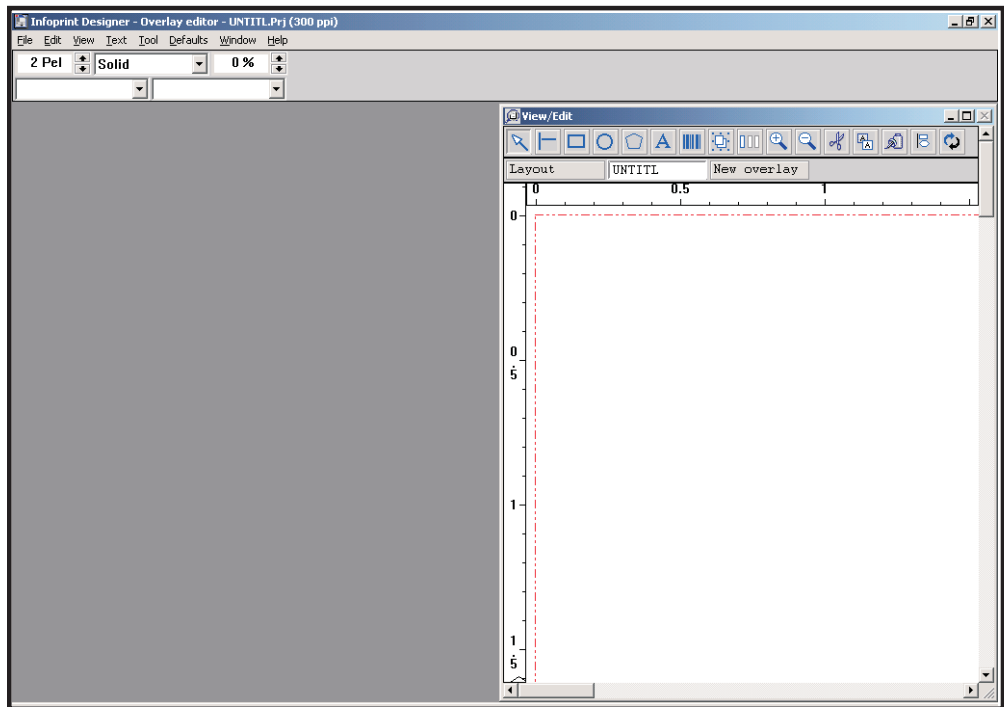 Infoprint Designer - Overlay editor - UNTITL.Prj (300 ppi)
File Edit View Text Tool Defaults Window Help
2 Pel Solid 0 %
View/Edit
A
Layout UNTITL New overlay
0 0.5 1
0
0.5
1
1.5